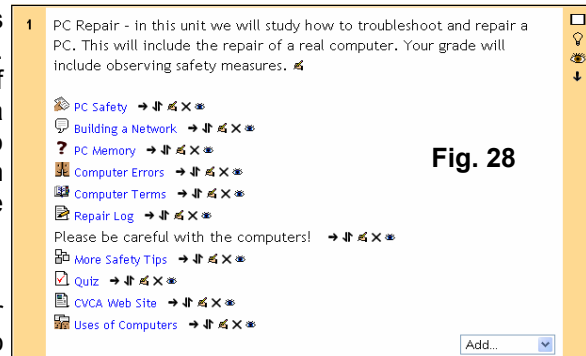 1 PC Repair - in this unit we will study how to troubleshoot and repair a
PC. This will include the repair of a real computer. Your grade will
include observing safety measures.
PC Safety
Building a Network
? PC Memory
Fig. 28
Computer Errors
Computer Terms
Repair Log
Please be careful with the computers!
More Safety Tips
Quiz
CVCA Web Site
Uses of Computers
Add...